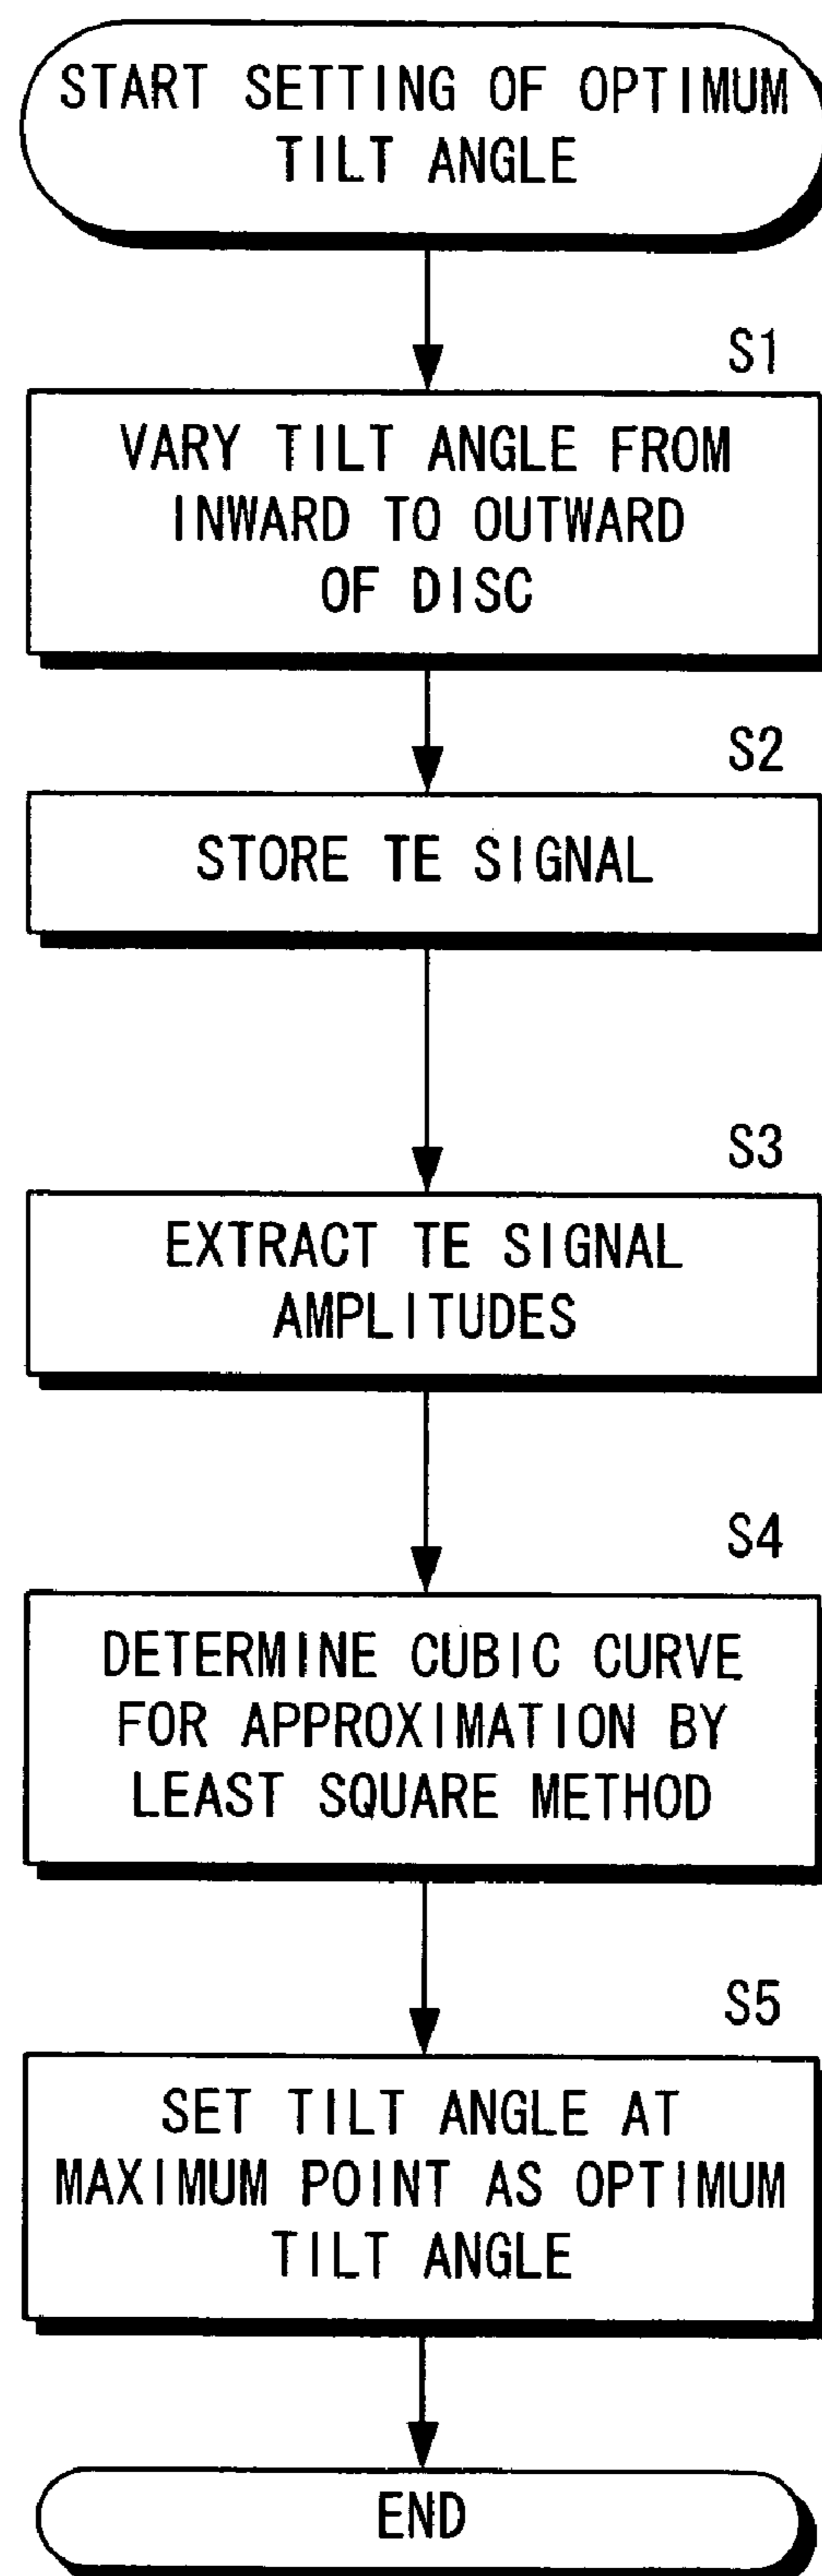 START SETTING OF OPTIMUM
TILT ANGLE
S1
VARY TILT ANGLE FROM
INWARD TO OUTWARD
OF DISC
S2
STORE TE SIGNAL
S3
EXTRACT TE SIGNAL
AMPLITUDES
S4
DETERMINE CUBIC CURVE
FOR APPROXIMATION BY
LEAST SQUARE METHOD
S5
SET TILT ANGLE AT
MAXIMUM POINT AS OPTIMUM
TILT ANGLE
END